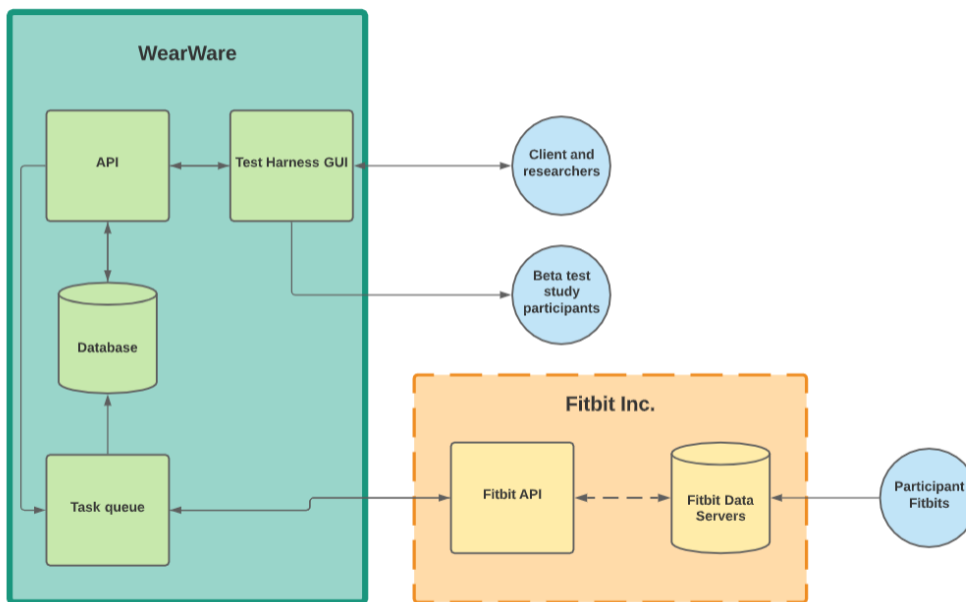 WearWare
API
Test Harness GUI
Client and
researchers
Beta test
study
participants
Database
Fitbit Inc.
Task queue
Fitbit API
Fitbit Data
Servers
Participant
Fitbits